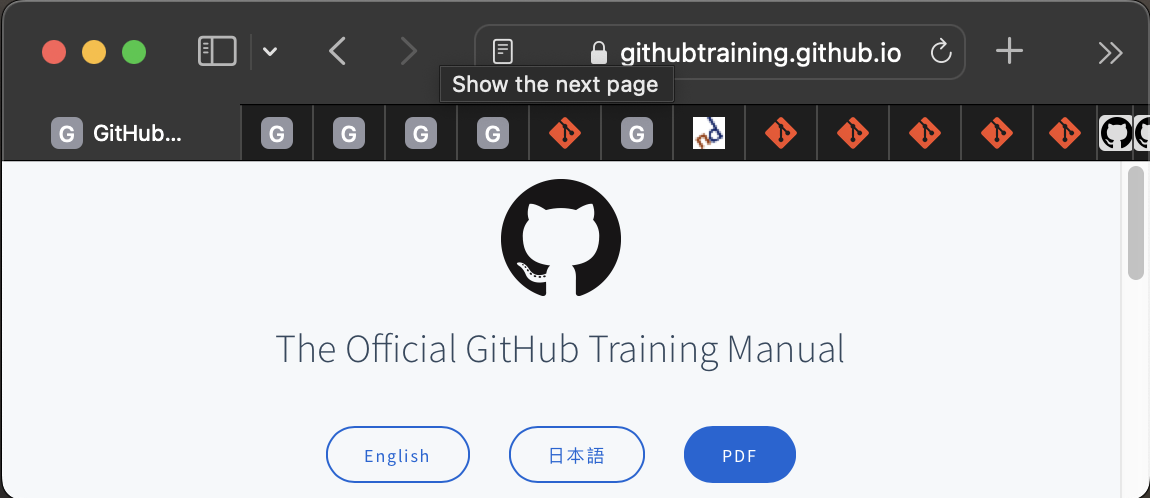 githubtraining.github.io
Show the next page
G GitHub... G G G G G
The Official GitHub Training Manual
English 日本語 PDF